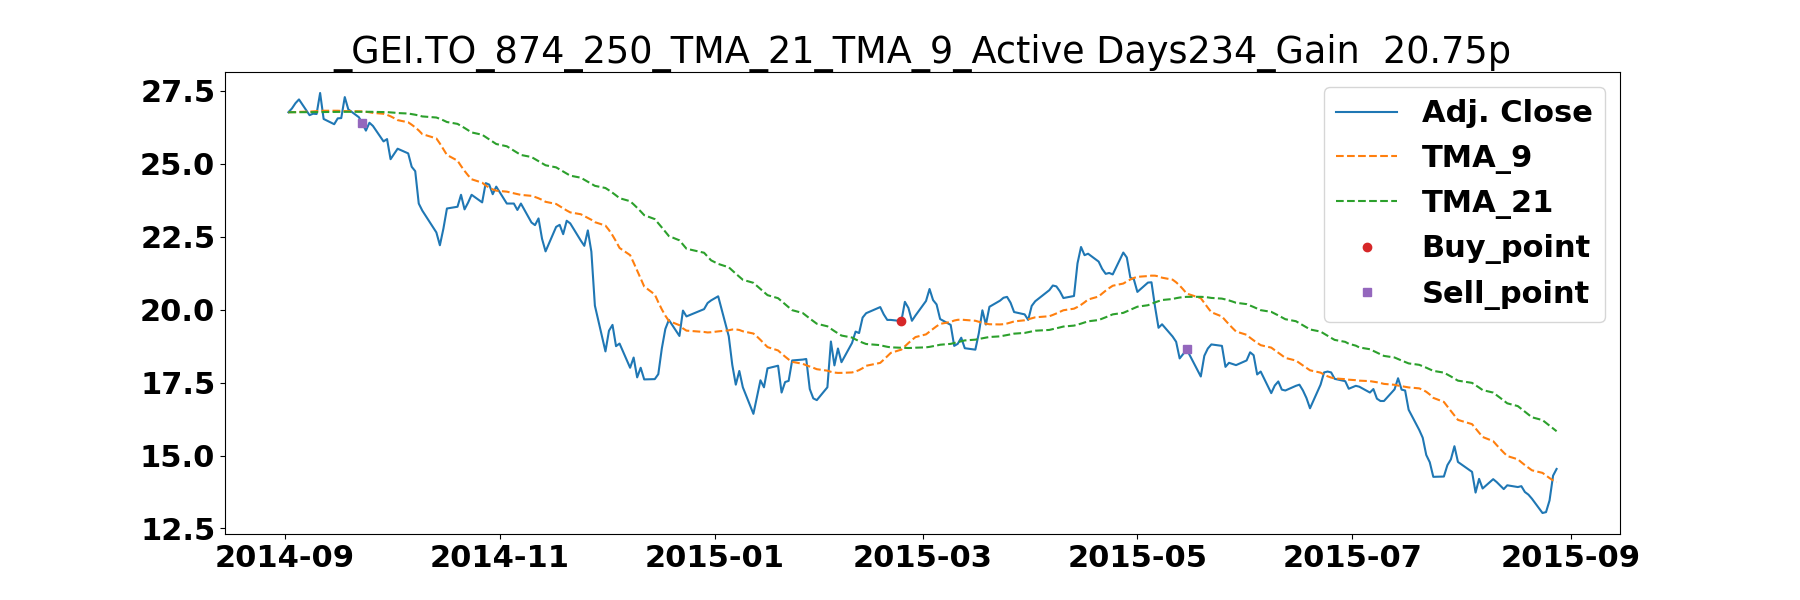 _GEI.TO_874_250_TMA_21_TMA_9_Active Days234_Gain  20.75p
27.5
25.0
22.5
20.0
17.5
15.0
12.5
Adj. Close
TMA_9
TMA_21
Buy_point
Sell_point
2014-09 2014-11 2015-01 2015-03 2015-05 2015-07 2015-09